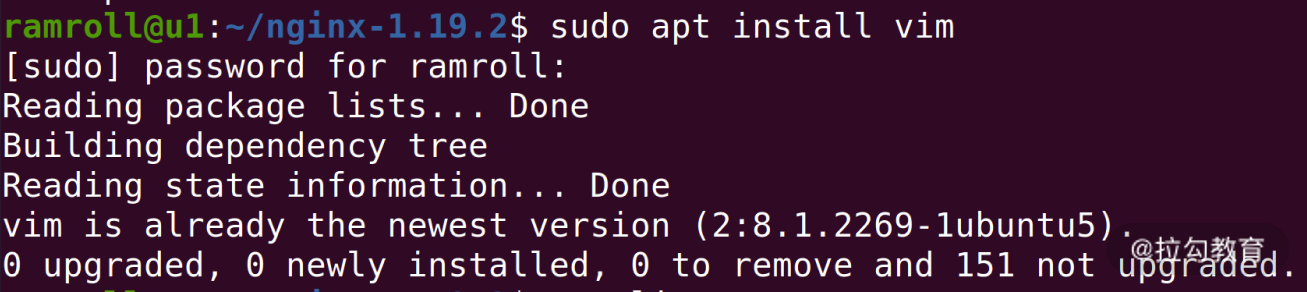 ramroll@u1:~/nginx-1.19.2$ sudo apt install vim
[sudo] password for ramroll:
Reading package lists... Done
Building dependency tree
Reading state information... Done
vim is already the newest version (2:8.1.2269-1ubuntu5).
@拉勾教育
0 upgraded, 0 newly installed, 0 to remove and 151 not upgraded.